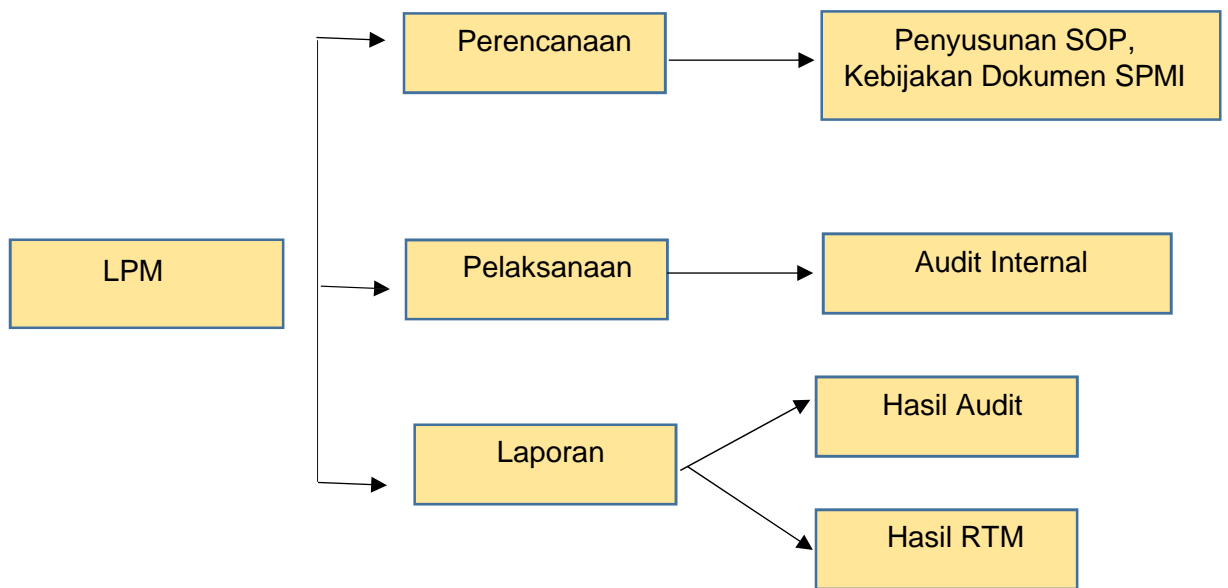 Perencanaan
Penyusunan SOP,
Kebijakan Dokumen SPMI
LPM
Pelaksanaan
Audit Internal
Laporan
Hasil Audit
Hasil RTM